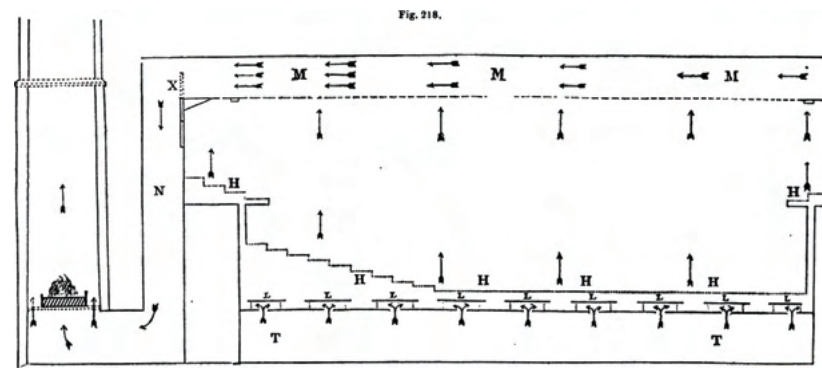 Fig. 218.
M M M
X
N
H H
H H H H
L L L L L L L L L
T T